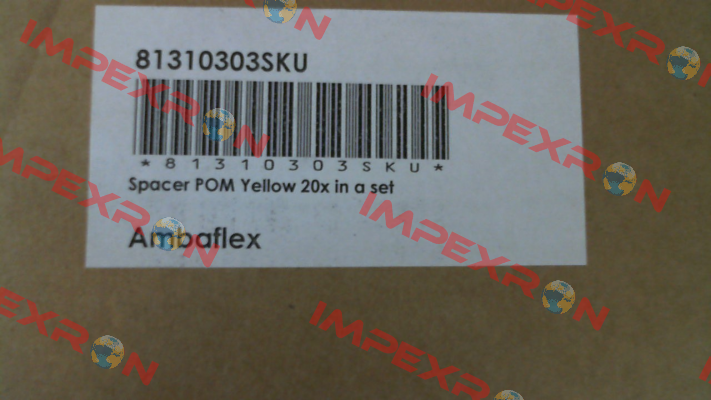 IMPEXRON
81310303SKU
*81310303SKU*
Spacer POM Yellow 20x in a set
Ambaflex
IMPEXRON
IMPEXRON
IMPEXRON
IMPEXRON
IMPEXRON